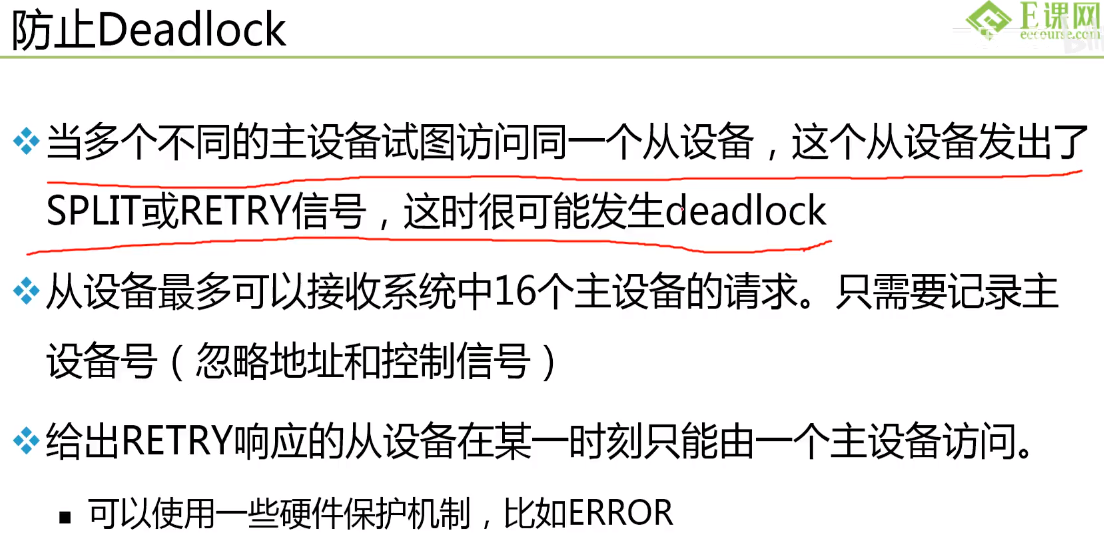 防止Deadlock
E课网
eecourse.com
当多个不同的主设备试图访问同一个从设备，这个从设备发出了
SPLIT或RETRY信号，这时很可能发生deadlock
从设备最多可以接收系统中16个主设备的请求。只需要记录主
设备号（忽略地址和控制信号）
给出RETRY响应的从设备在某一时刻只能由一个主设备访问。
可以使用一些硬件保护机制，比如ERROR